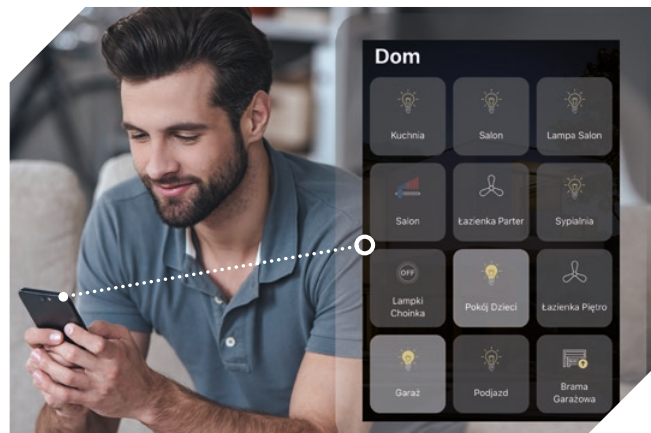 Dom
Kuchnia
Salon
Lampa Salon
Salon
Łazienka Parter
Sypialnia
OFF
Lampki
Choinka
Pokój Dzieci
Łazienka Piętro
Garaż
Podjazd
Brama
Garażowa